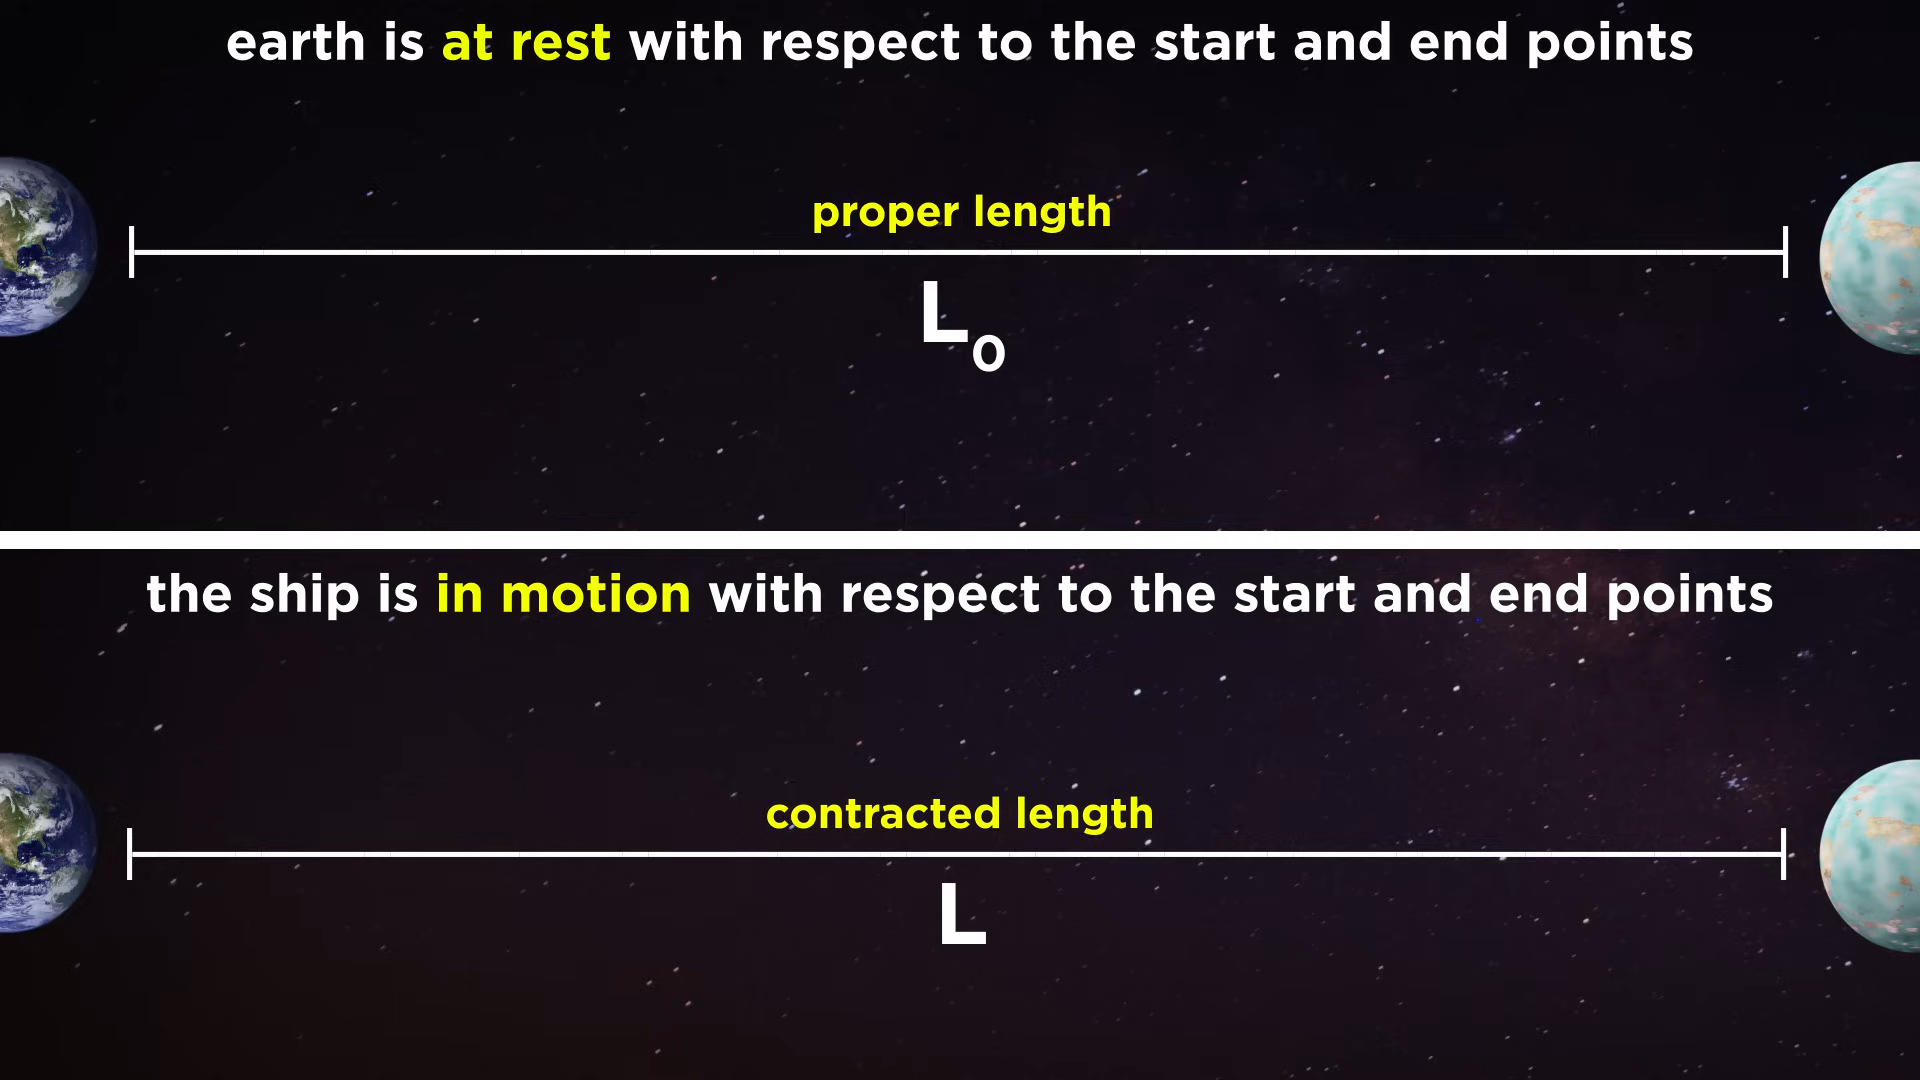 earth is at rest with respect to the start and end points
proper length
L₀
the ship is in motion with respect to the start and end points
contracted length
L